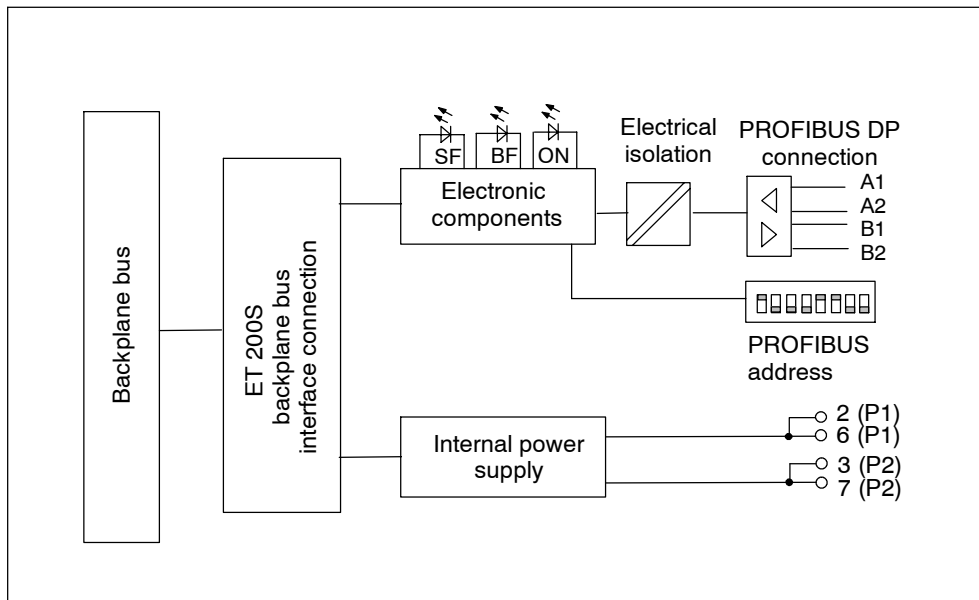 Backplane bus
ET 200S
backplane bus
interface connection
SF
BF
ON
Electronic
components
Electrical
isolation
PROFIBUS DP
connection
A1
A2
B1
B2
PROFIBUS
address
Internal power
supply
2 (P1)
6 (P1)
3 (P2)
7 (P2)